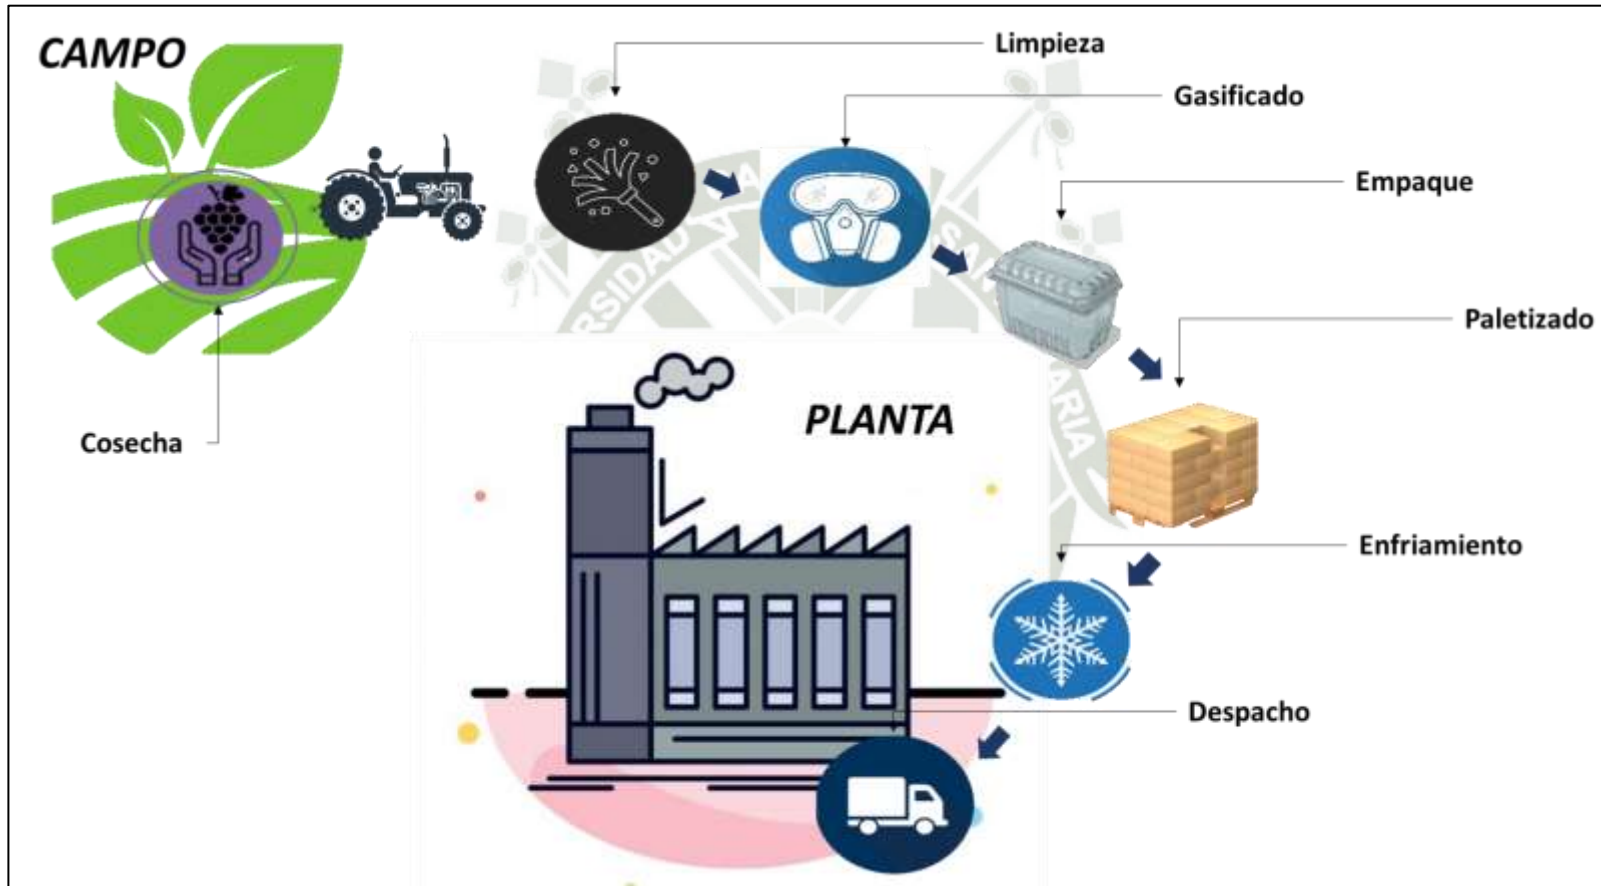 CAMPO
Limpieza
Gasificado
Empaque
Paletizado
PLANTA
Cosecha
Enfriamiento
Despacho